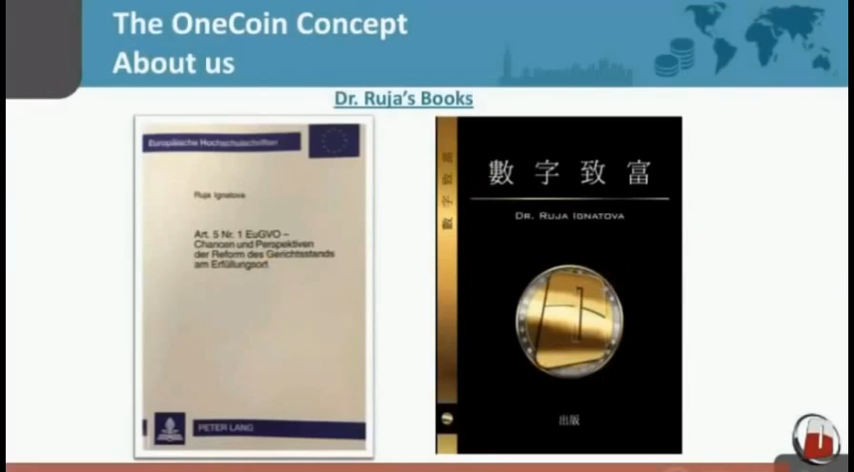 The OneCoin Concept
About us
Dr. Ruja's Books
Europäische Hochschulschriften
Ruja Ignatova
Art. 5 Nr. 1 EuGVO –
Chancen und Perspektiven
der Reform des Gerichtsstands
am Erfüllungsort
PETER LANG
數字致富
數字致富
DR. RUJA IGNATOVA
出版